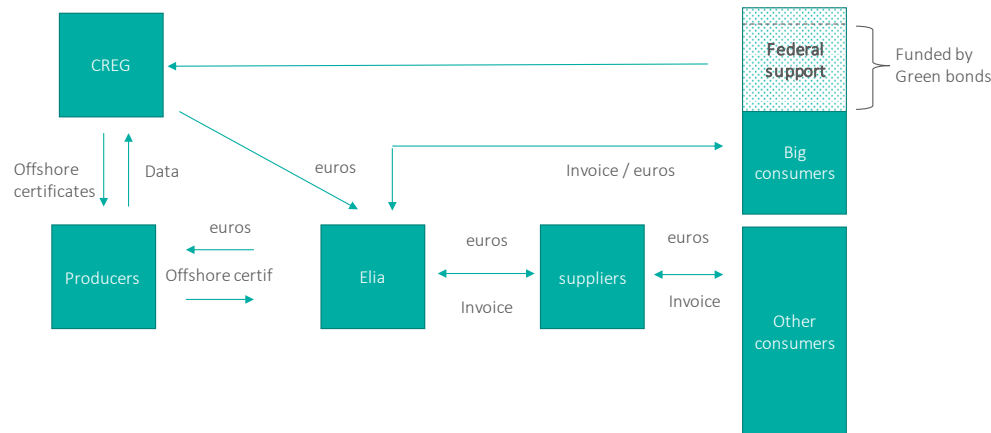 CREG
Federal
support
Funded by
Green bonds
Offshore
certificates
Data
euros
Invoice / euros
Big
consumers
euros
Producers
Offshore certif
Elia
euros
Invoice
suppliers
euros
Invoice
Other
consumers